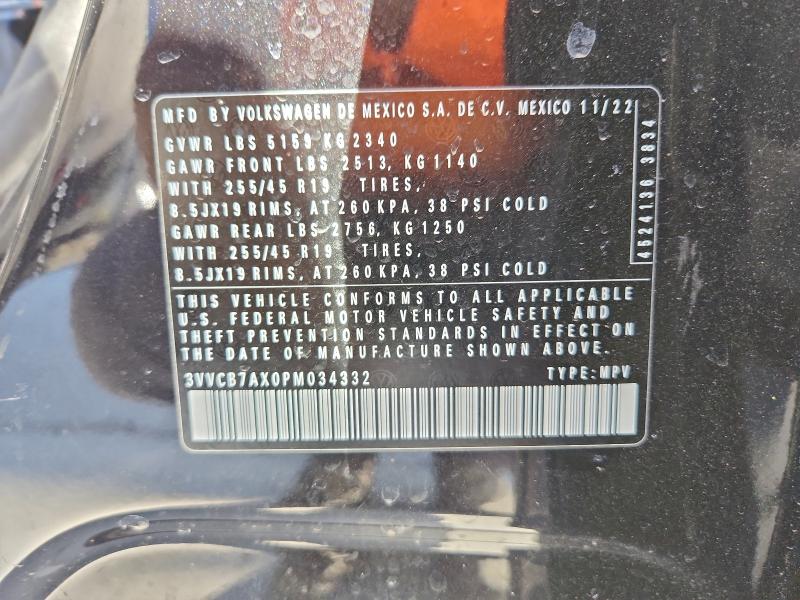 MFD BY VOLKSWAGEN DE MEXICO S.A. DE C.V. MEXICO 11/22
GVWR LBS 5159 KG 2340
GAWR FRONT LBS 2513, KG 1140
WITH 255/45 R19 TIRES,
8.5JX19 RIMS, AT 260 KPA, 38 PSI COLD
GAWR REAR LBS 2756, KG 1250
WITH 255/45 R19 TIRES,
8.5JX19 RIMS, AT 260 KPA, 38 PSI COLD
4524136 3834
THIS VEHICLE CONFORMS TO ALL APPLICABLE
U.S. FEDERAL MOTOR VEHICLE SAFETY AND
THEFT PREVENTION STANDARDS IN EFFECT ON
THE DATE OF MANUFACTURE SHOWN ABOVE.
3VVCB7AX0PM034332 TYPE: MPV